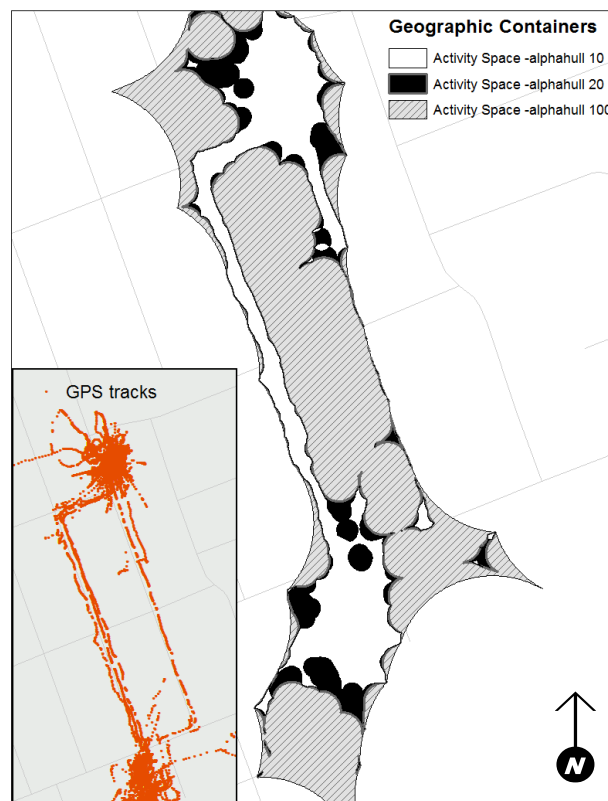 Geographic Containers
Activity Space -alphahull 10
Activity Space -alphahull 20
Activity Space -alphahull 100
GPS tracks
N